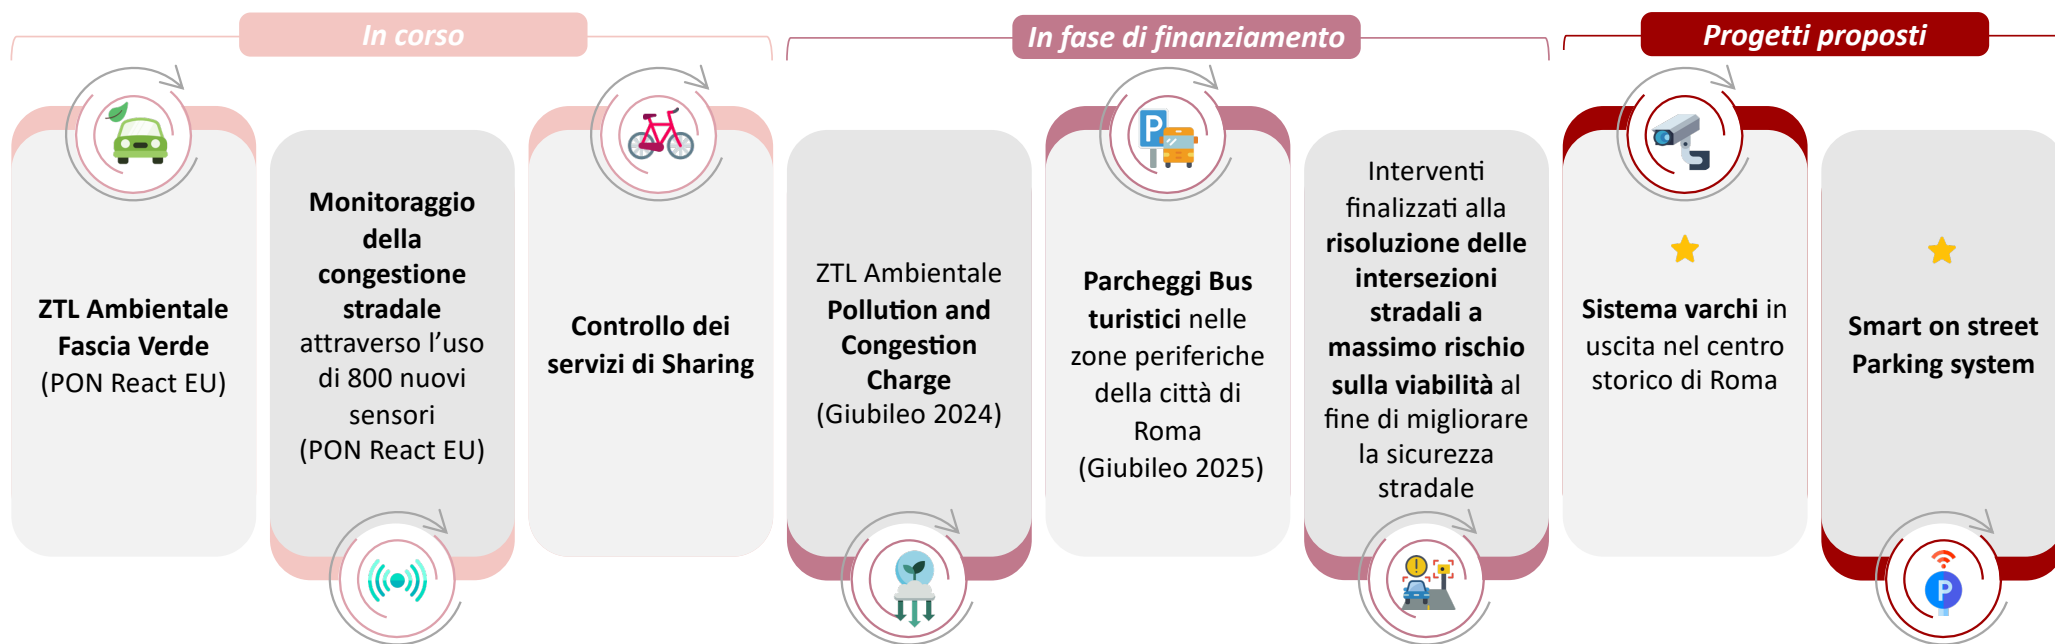 In corso
In fase di finanziamento
Progetti proposti
ZTL Ambientale
Fascia Verde
(PON React EU)
Monitoraggio
della
congestione
stradale
attraverso l'uso
di 800 nuovi
sensori
(PON React EU)
Controllo dei
servizi di Sharing
ZTL Ambientale
Pollution and
Congestion
Charge
(Giubileo 2024)
P
Parcheggi Bus
turistici nelle
zone periferiche
della città di
Roma
(Giubileo 2025)
Interventi
finalizzati alla
risoluzione delle
intersezioni
stradali a
massimo rischio
sulla viabilità al
fine di migliorare
la sicurezza
stradale
Sistema varchi in
uscita nel centro
storico di Roma
Smart on street
Parking system
P